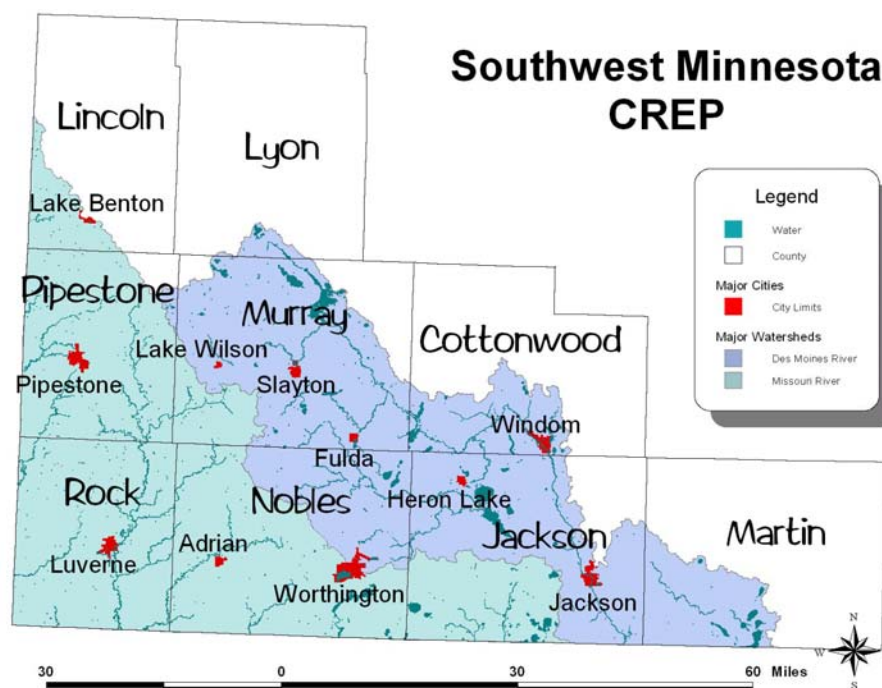 Southwest Minnesota
CREP
Lincoln
Lyon
Lake Benton
Pipestone
Murray
Cottonwood
Lake Wilson
Pipestone
Slayton
Windom
Fulda
Rock
Nobles
Heron Lake
Jackson
Martin
Adrian
Luverne
Worthington
Jackson
Legend
Water
County
Major Cities
City Limits
Major Watersheds
Des Moines River
Missouri River
N
W
S
30 0 30 60 Miles